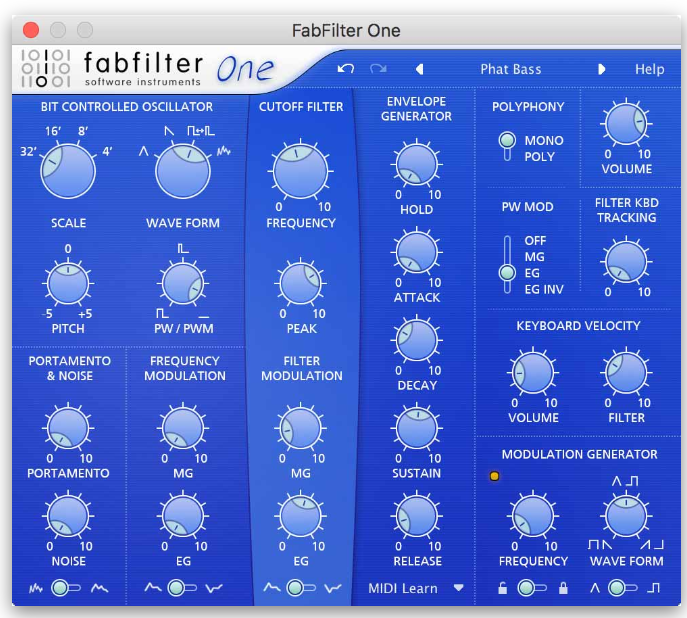 FabFilter One
fabfilter One
software instruments
Phat Bass
Help
BIT CONTROLLED OSCILLATOR
16' 8'
32' 4'
SCALE
WAVE FORM
0
-5 +5
PITCH
PW / PWM
PORTAMENTO
& NOISE
0 10
PORTAMENTO
0 10
NOISE
FREQUENCY
MODULATION
0 10
MG
0 10
EG
CUTOFF FILTER
0 10
FREQUENCY
0 10
PEAK
FILTER
MODULATION
0 10
MG
0 10
EG
ENVELOPE
GENERATOR
0 10
HOLD
0 10
ATTACK
0 10
DECAY
0 10
SUSTAIN
0 10
RELEASE
MIDI Learn
POLYPHONY
MONO
POLY
0 10
VOLUME
PW MOD
OFF
MG
EG
EG INV
FILTER KBD
TRACKING
0 10
KEYBOARD VELOCITY
0 10
VOLUME
0 10
FILTER
MODULATION GENERATOR
0 10
FREQUENCY
WAVE FORM